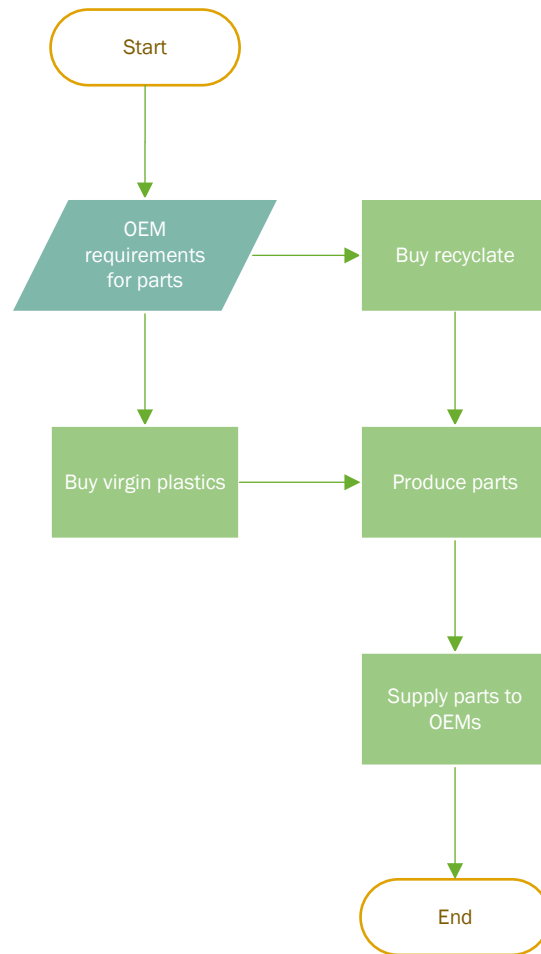 Start
OEM
requirements
for parts
Buy recyclate
Buy virgin plastics
Produce parts
Supply parts to
OEMs
End